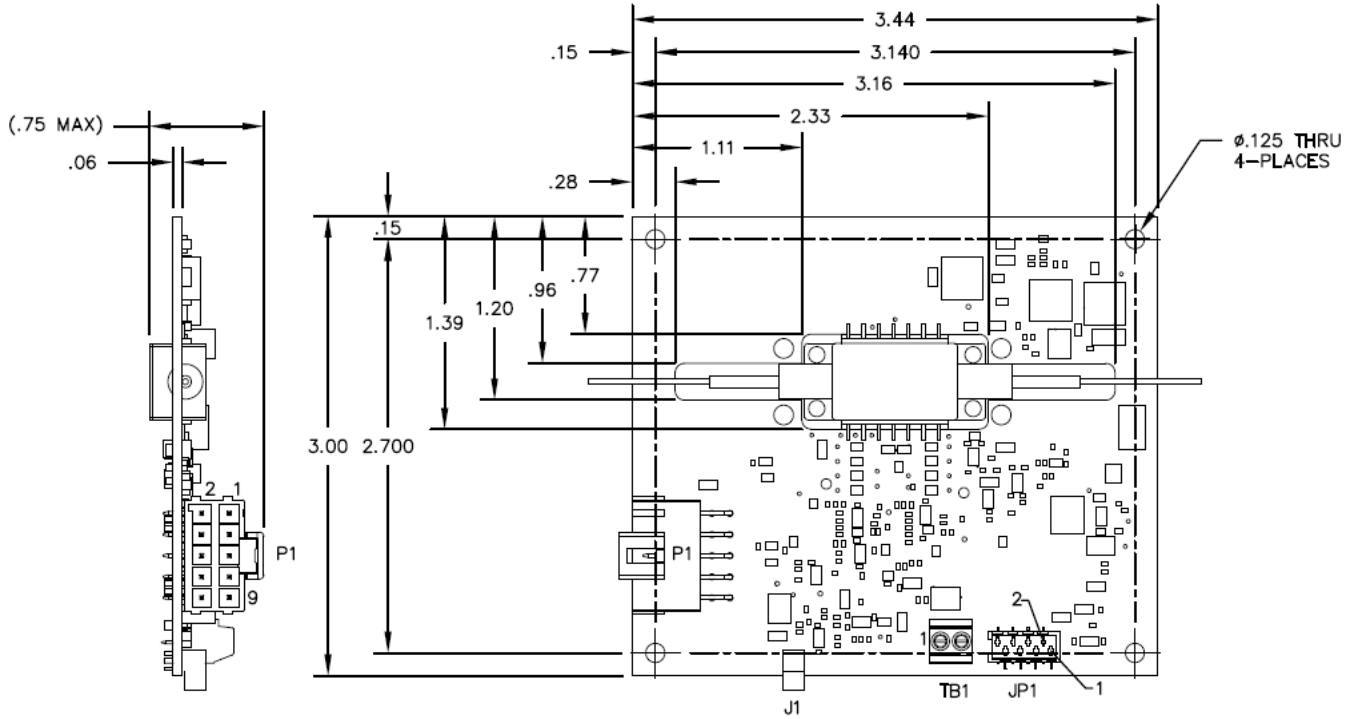 3.44
.15
3.140
3.16
(.75 MAX)
2.33
.06
1.11
Ø.125 THRU
4-PLACES
.28
.15
.77
.96
1.20
1.39
3.00
2.700
2
1
P1
9
P1
2
1
1
TB1
JP1
J1